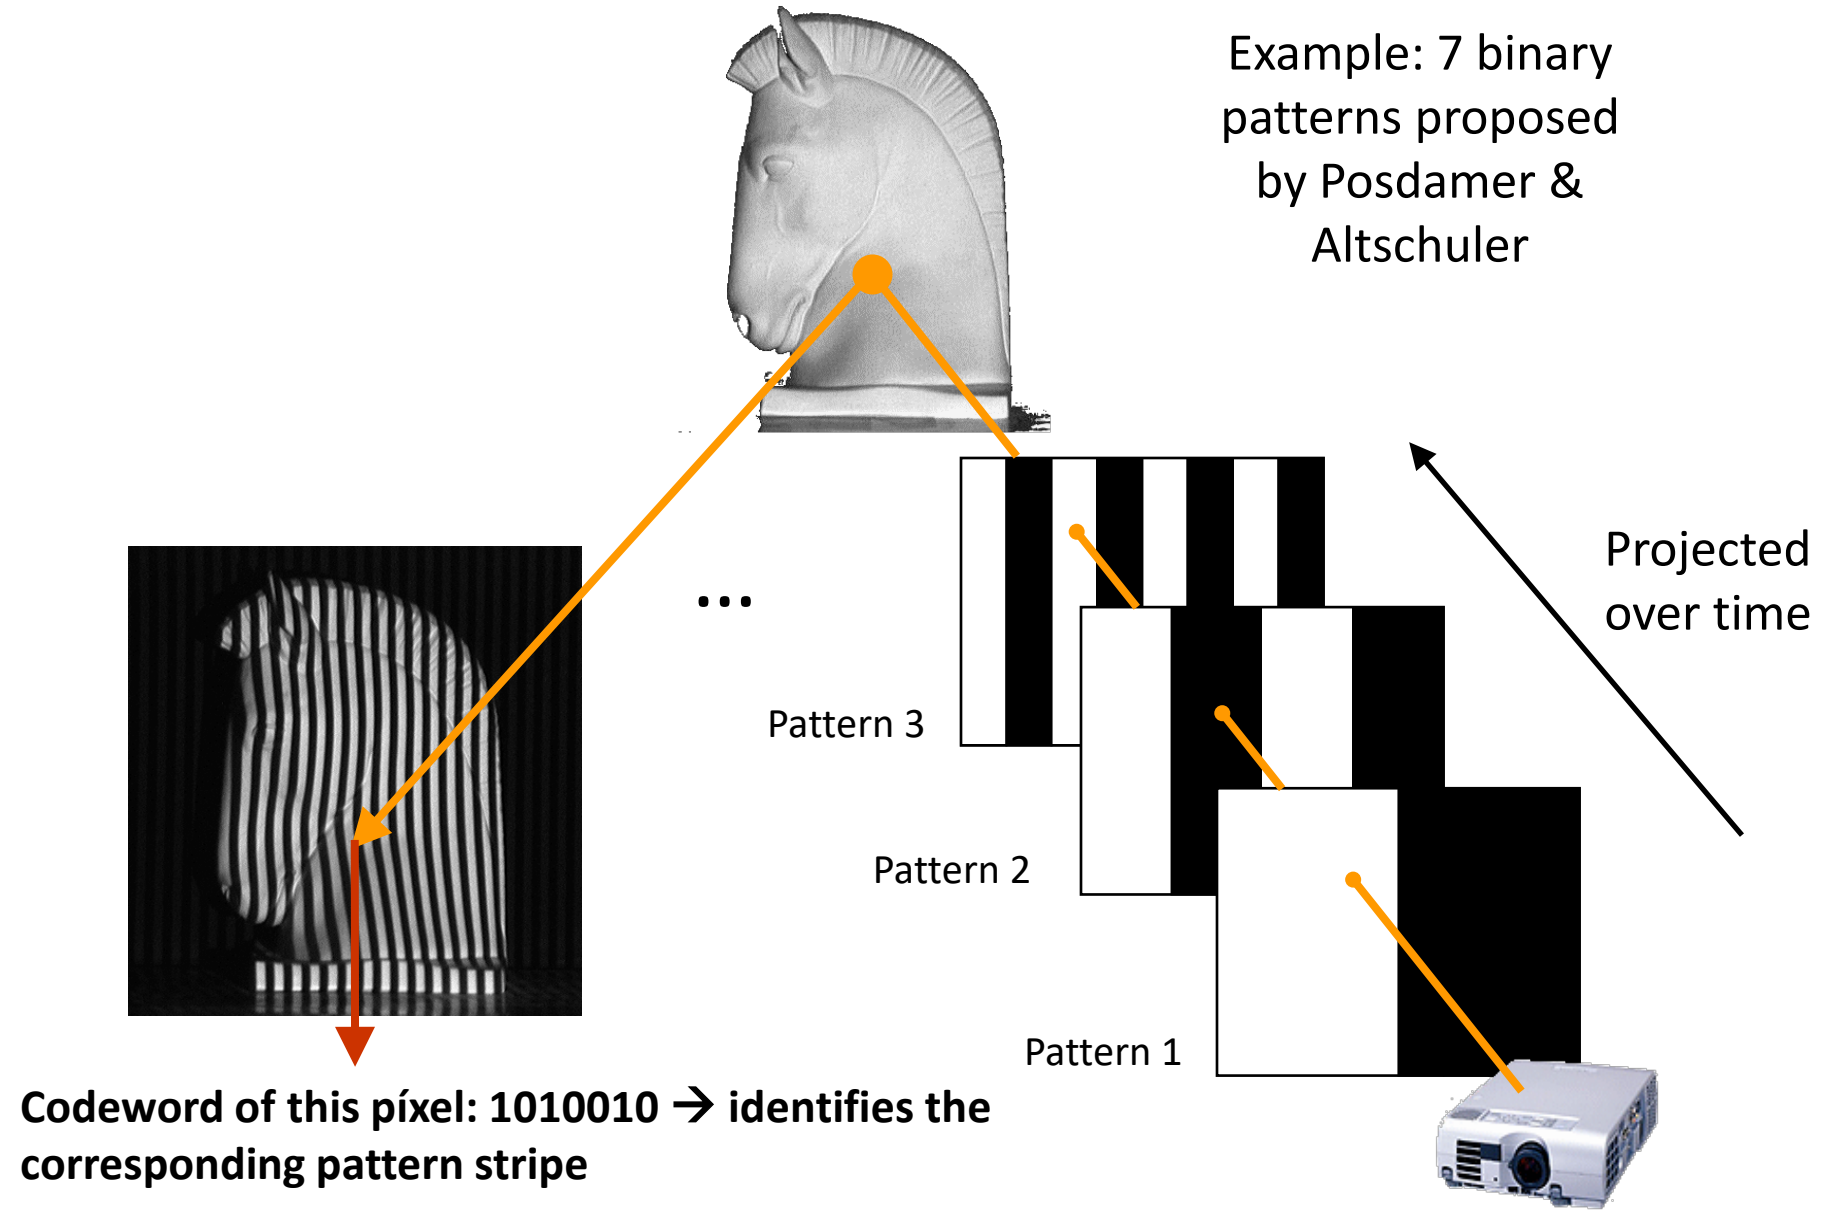 Example: 7 binary
patterns proposed
by Posdamer &
Altschuler
Projected
over time
...
Pattern 3
Pattern 2
Pattern 1
Codeword of this píxel: 1010010 → identifies the
corresponding pattern stripe